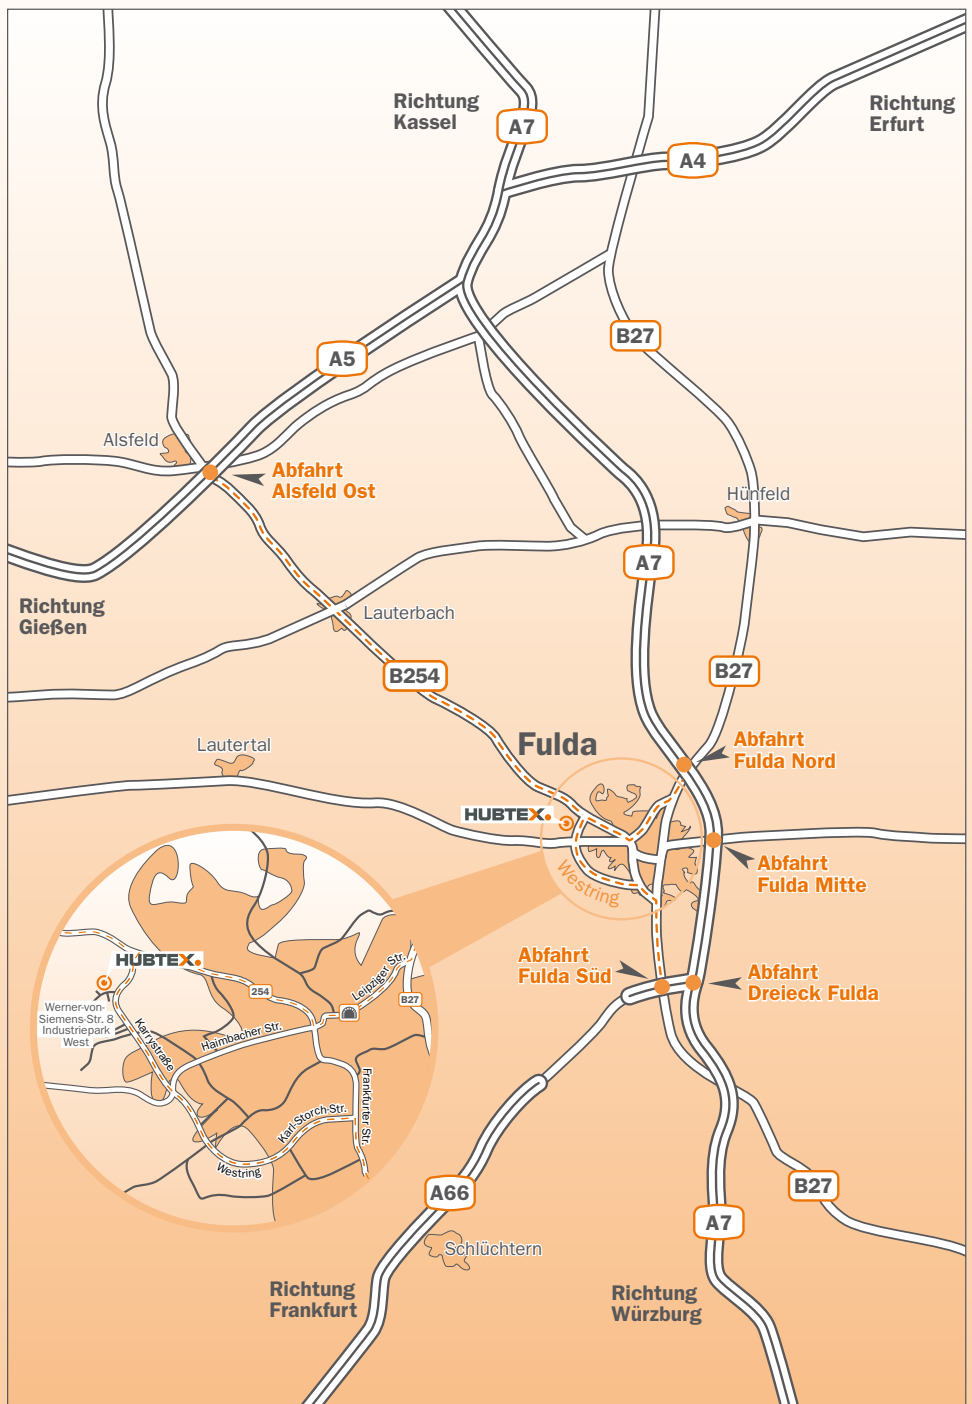 Richtung
Kassel
A7
Richtung
Erfurt
A4
B27
A5
Alsfeld
Abfahrt
Alsfeld Ost
Hünfeld
A7
Richtung
Gießen
Lauterbach
B254
B27
Fulda
Abfahrt
Fulda Nord
Lautertal
HUBTEX.
Abfahrt
Fulda Mitte
Westring
Abfahrt
Fulda Süd
Abfahrt
Dreieck Fulda
HUBTEX.
254
Leipziger Str.
B27
Werner-von-
Siemens-Str. 8
Industriepark
West
Karrystraße
Haimbacher Str.
Frankfurter Str.
Karl-Storch-Str.
Westring
A66
B27
A7
Schlüchtern
Richtung
Frankfurt
Richtung
Würzburg